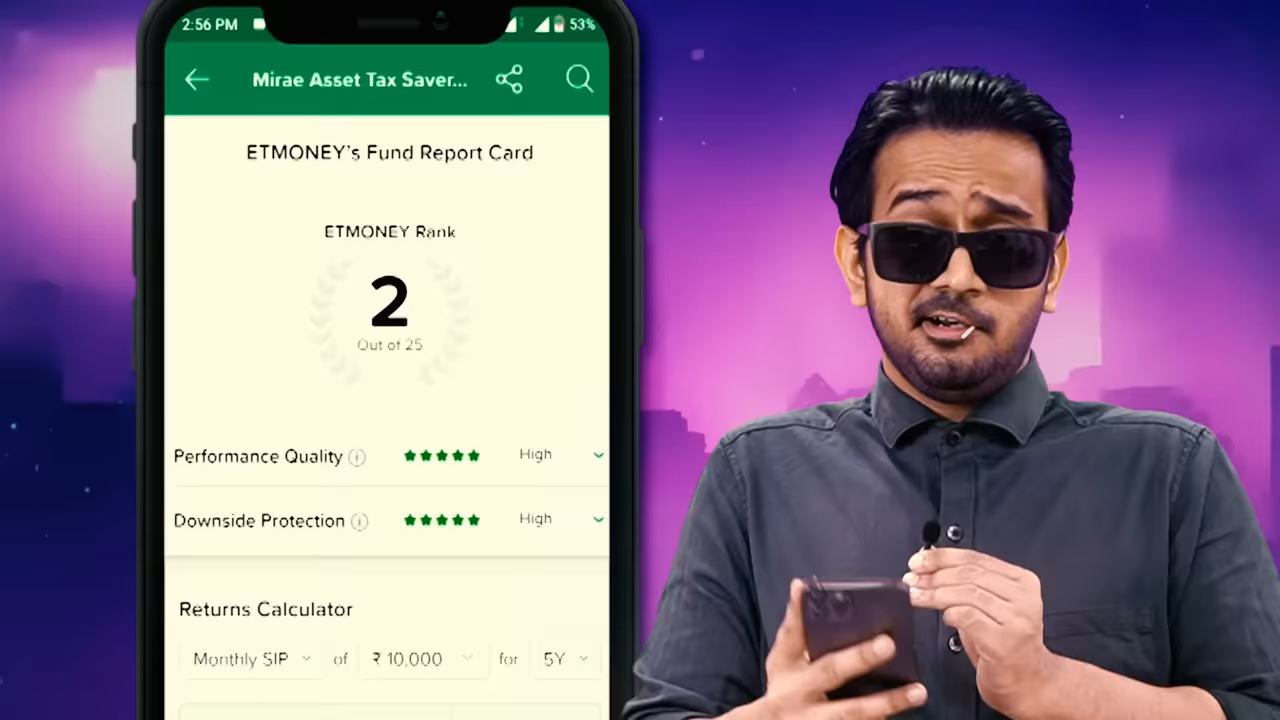 2:56 PM
53%
Mirae Asset Tax Saver...
ETMONEY's Fund Report Card
ETMONEY Rank
2
Out of 25
Performance Quality High
Downside Protection High
Returns Calculator
Monthly SIP of ₹ 10,000 for 5Y